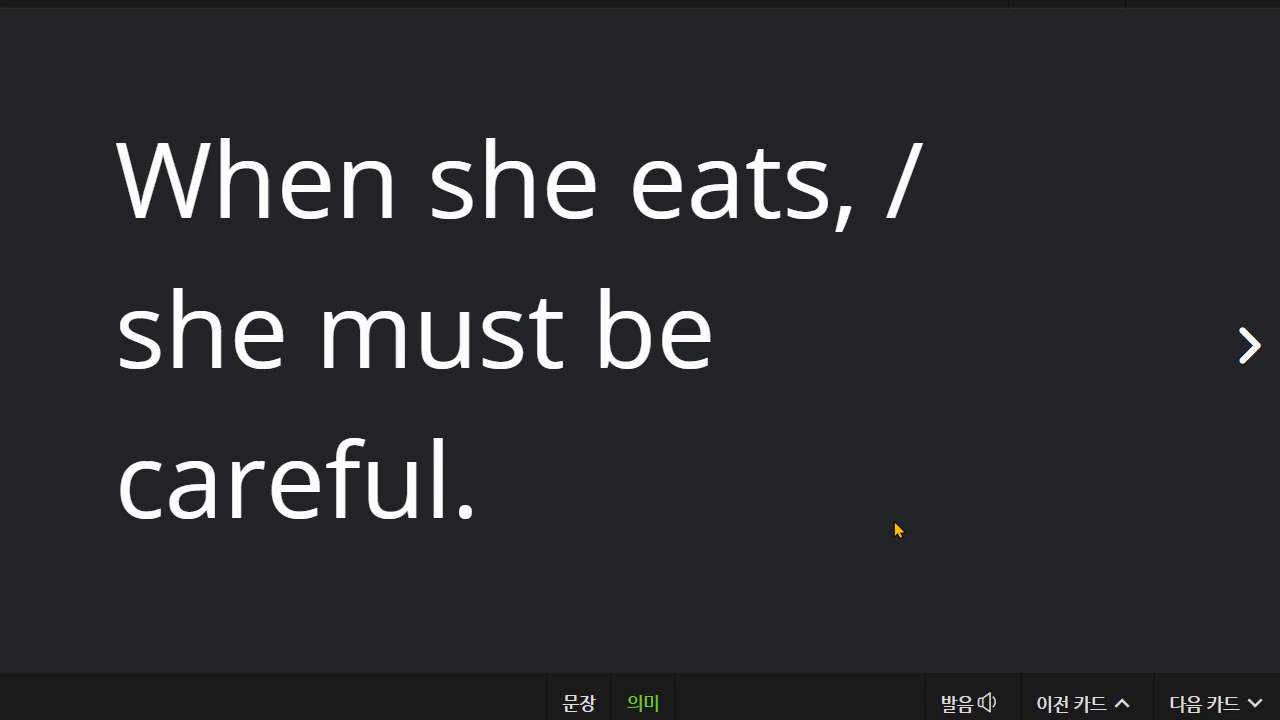 When she eats, /
she must be
careful.
문장 의미 발음 이전 카드 다음 카드